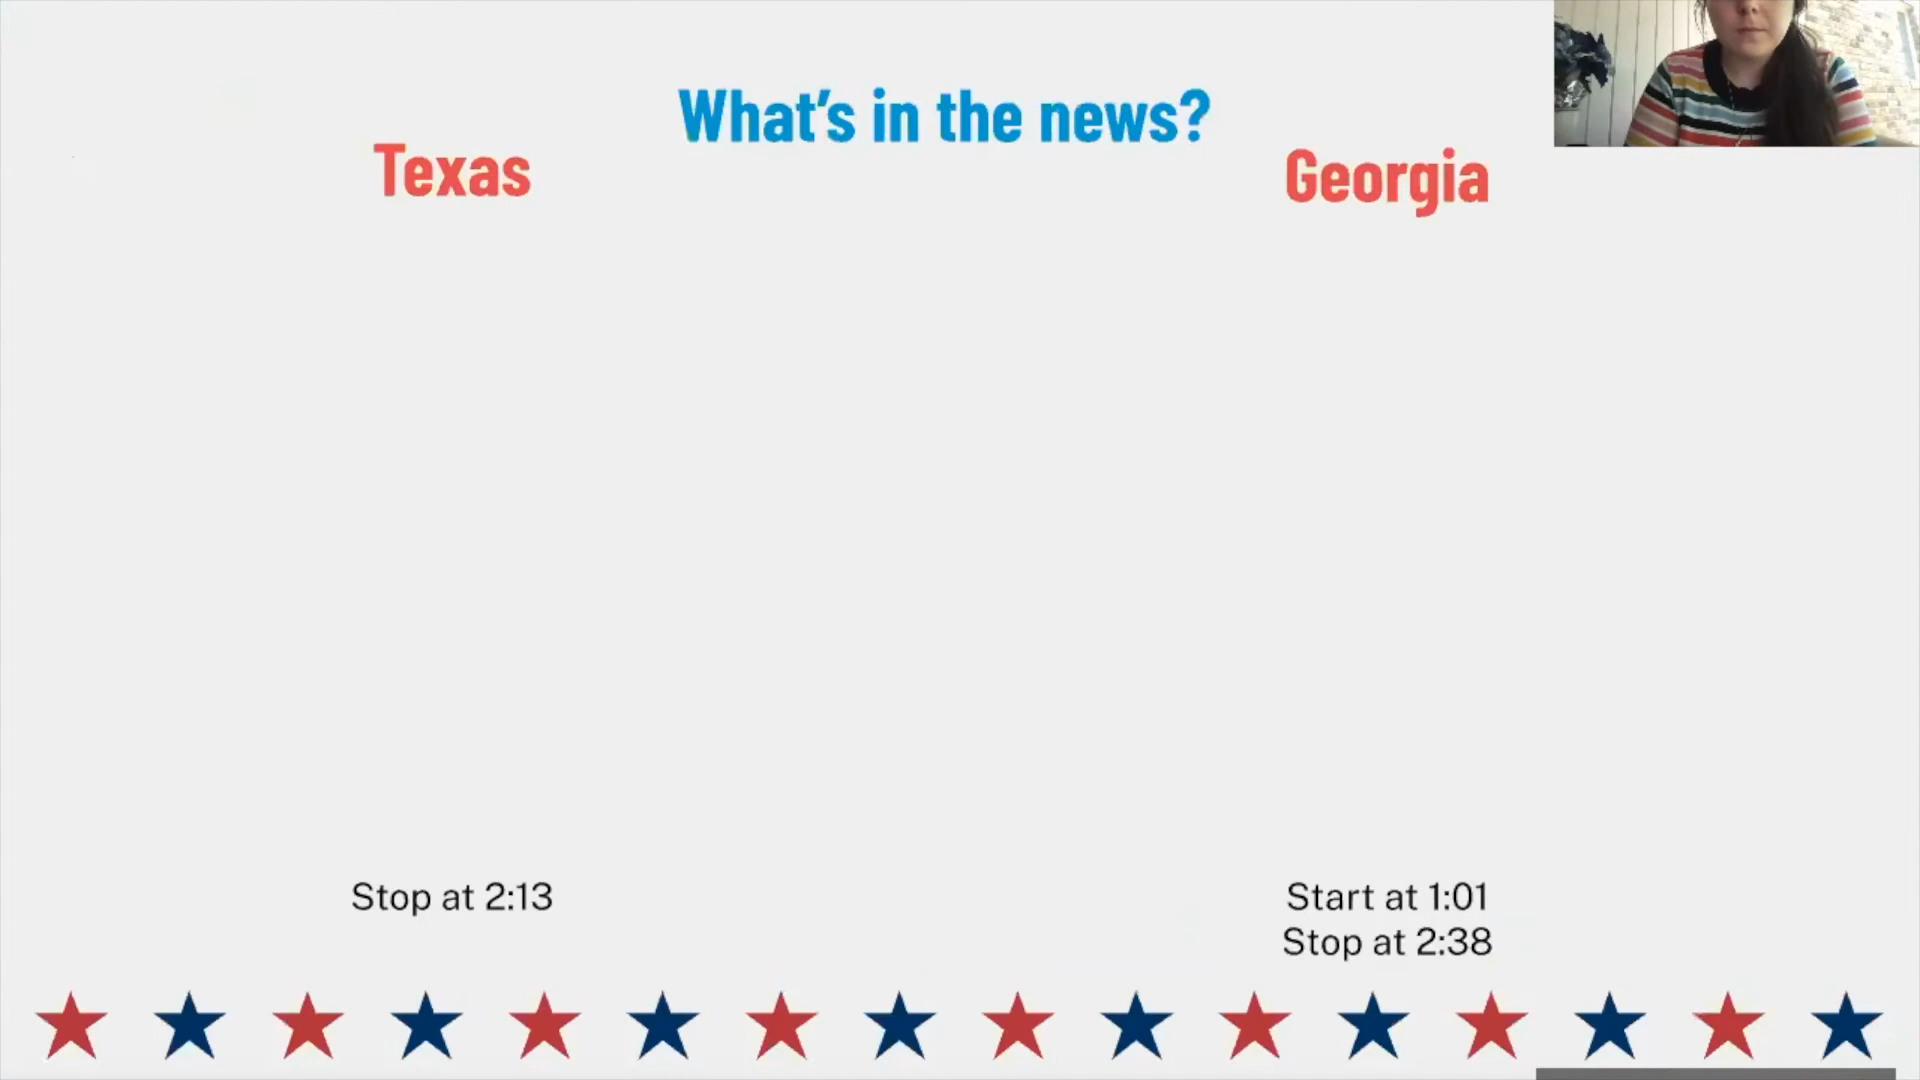 What's in the news?
Texas
Georgia
Stop at 2:13
Start at 1:01
Stop at 2:38